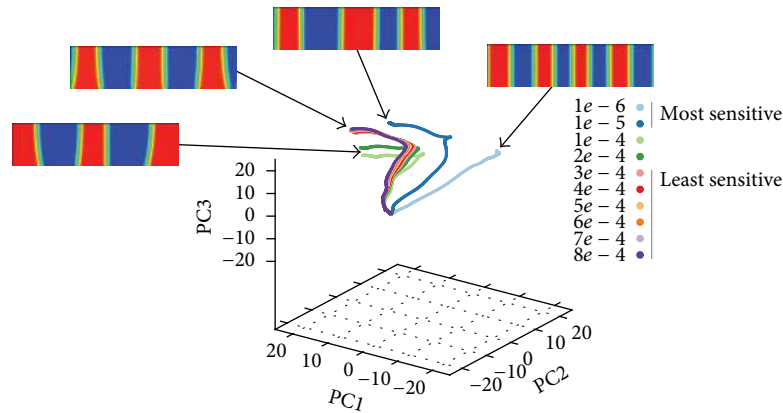 1e − 6
1e − 5
Most sensitive
1e − 4
2e − 4
3e − 4
4e − 4
5e − 4
6e − 4
7e − 4
8e − 4
Least sensitive
20
10
0
−10
−20
PC3
20
10
0
−10
−20
PC1
−20
−10
0
10
20
PC2